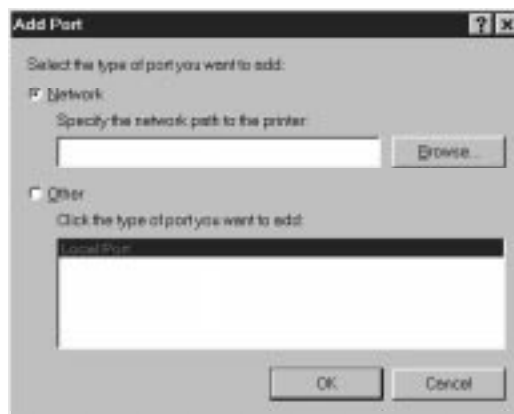 Add Port
Select the type of port you want to add:
Network
Specify the network path to the printer:
Browse...
Other
Click the type of port you want to add:
Local Port
OK
Cancel